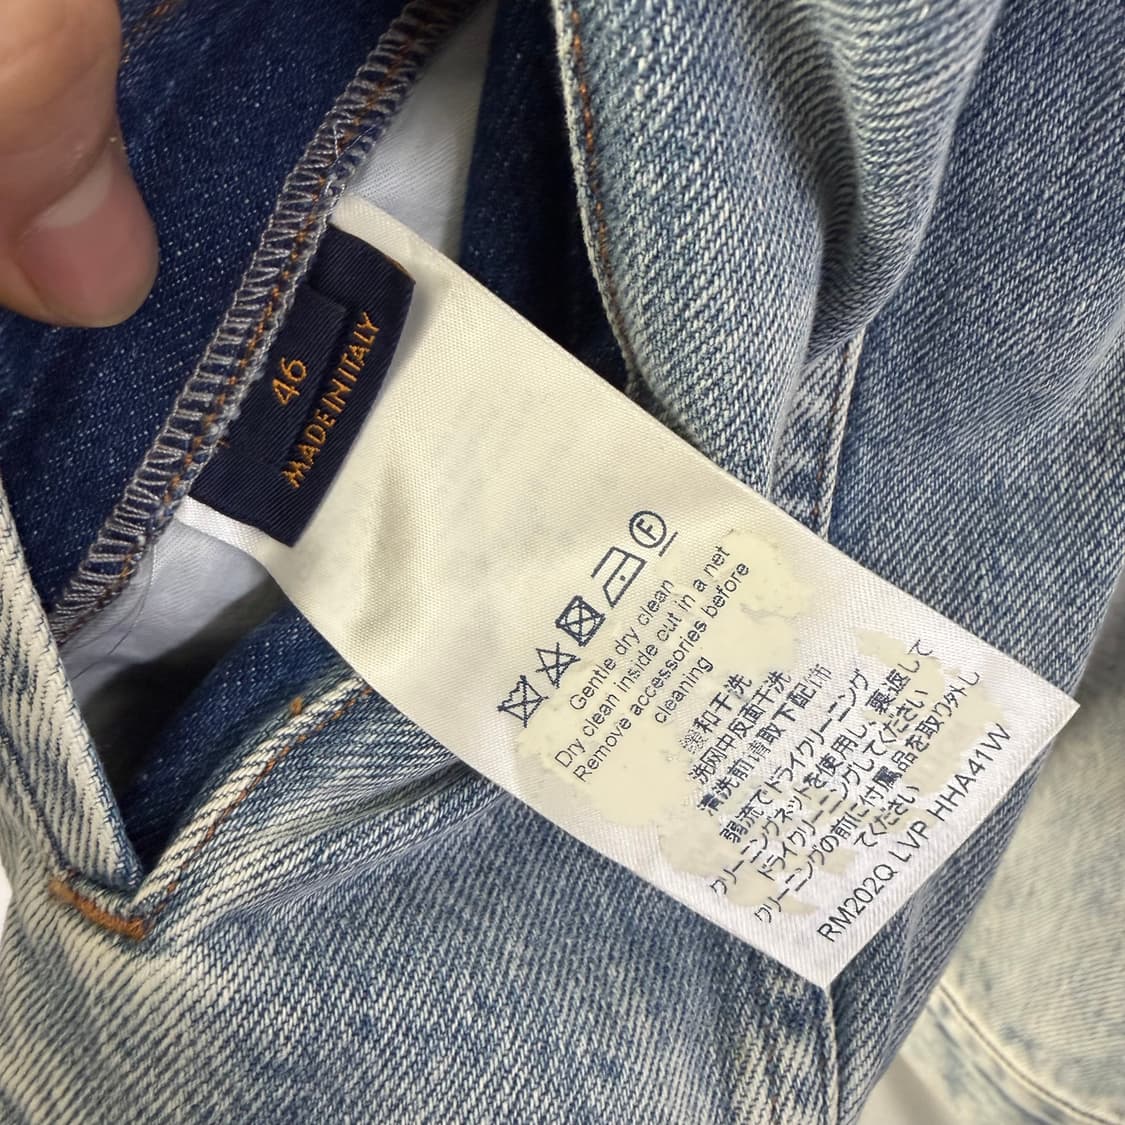 46
MADE IN ITALY
F
Gentle dry clean
Dry clean inside out in a net
Remove accessories before
cleaning
柔和干洗
洗网中反面干洗
清洗前请取下配饰
弱流でドライクリーニング
クリーニングネットを使用し、裏返して
ドライクリーニングしてください
クリーニングの前に付属品を取り外し
てください
RM202Q LVP HHA41W